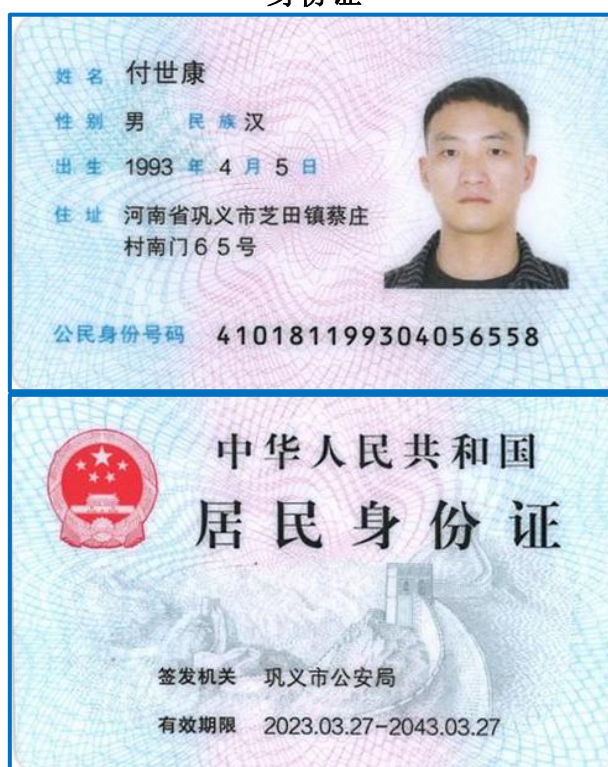 身份证
姓名 付世康
性别 男 民族 汉
出生 1993 年 4 月 5 日
住址 河南省巩义市芝田镇蔡庄
村南门65号
公民身份号码 410181199304056558
中华人民共和国
居民身份证
签发机关 巩义市公安局
有效期限 2023.03.27-2043.03.27